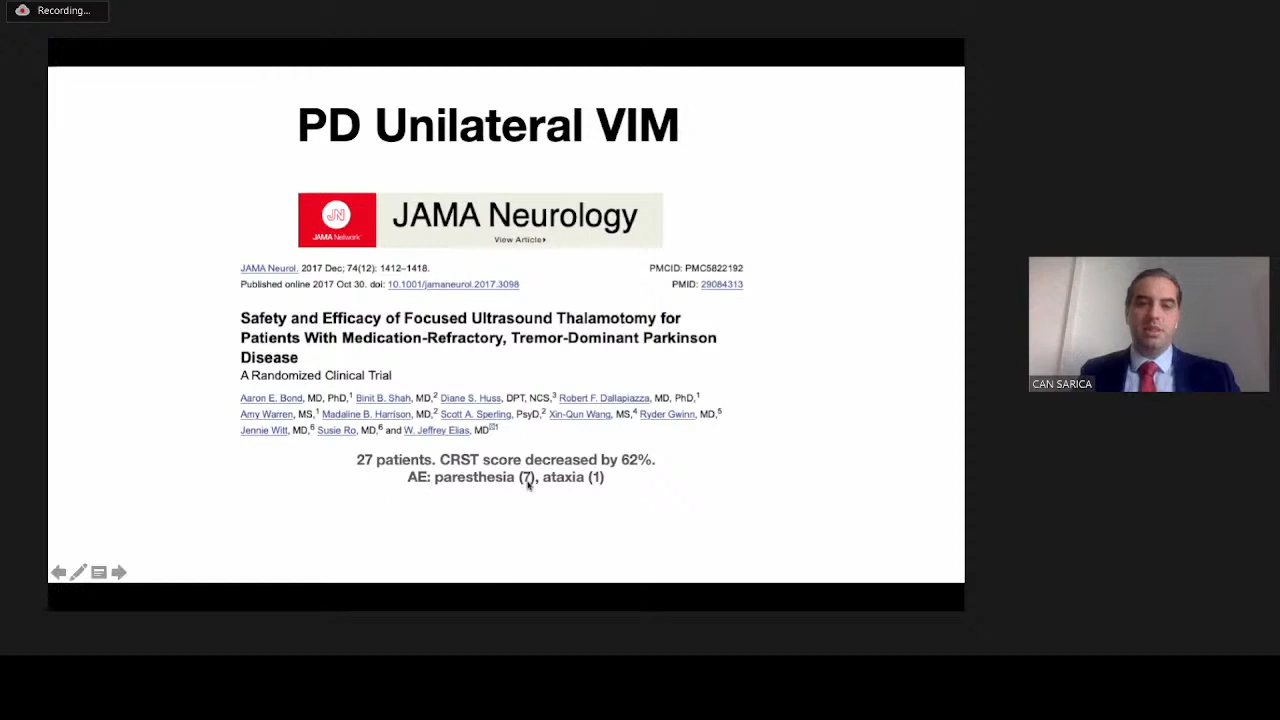 Recording...
PD Unilateral VIM
JN
JAMA Network
JAMA Neurology
View Article
JAMA Neurol. 2017 Dec; 74(12): 1412–1418.
PMCID: PMC5822192
Published online 2017 Oct 30. doi: 10.1001/jamaneurol.2017.3098
PMID: 29084313
Safety and Efficacy of Focused Ultrasound Thalamotomy for
Patients With Medication-Refractory, Tremor-Dominant Parkinson
Disease
A Randomized Clinical Trial
Aaron E. Bond, MD, PhD,1 Binit B. Shah, MD,2 Diane S. Huss, DPT, NCS,3 Robert F. Dallapiazza, MD, PhD,1
Amy Warren, MS,1 Madaline B. Harrison, MD,2 Scott A. Sperling, PsyD,2 Xin-Qun Wang, MS,4 Ryder Gwinn, MD,5
Jennie Witt, MD,6 Susie Ro, MD,6 and W. Jeffrey Elias, MD✉1
27 patients. CRST score decreased by 62%.
AE: paresthesia (7), ataxia (1)
CAN SARICA